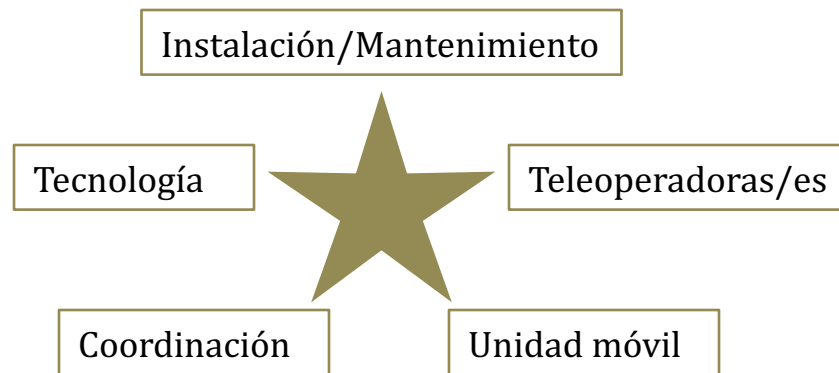 Instalación/Mantenimiento
Tecnología
Teleoperadoras/es
Coordinación
Unidad móvil